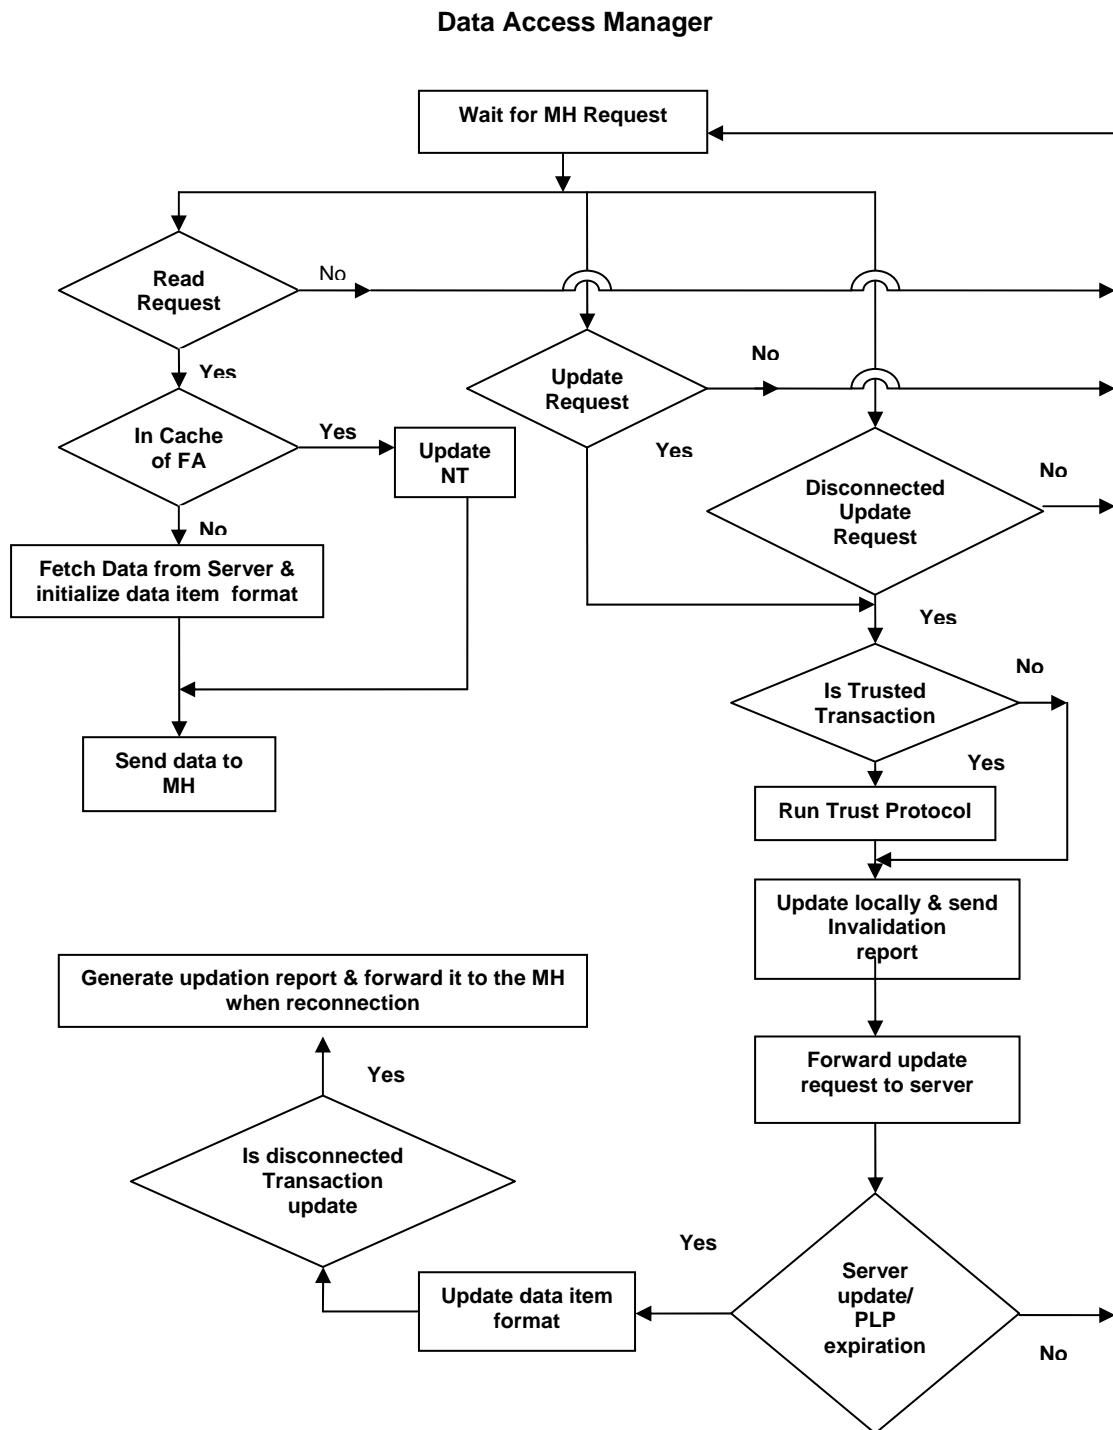 Data Access Manager
Wait for MH Request
Read
Request
No
Yes
In Cache
of FA
Yes
Update
NT
No
Fetch Data from Server &
initialize data item format
Send data to
MH
Update
Request
No
Yes
Disconnected
Update
Request
No
Yes
Is Trusted
Transaction
No
Yes
Run Trust Protocol
Update locally & send
Invalidation
report
Forward update
request to server
Server
update/
PLP
expiration
No
Yes
Update data item
format
Is disconnected
Transaction
update
Yes
Generate updation report & forward it to the MH
when reconnection